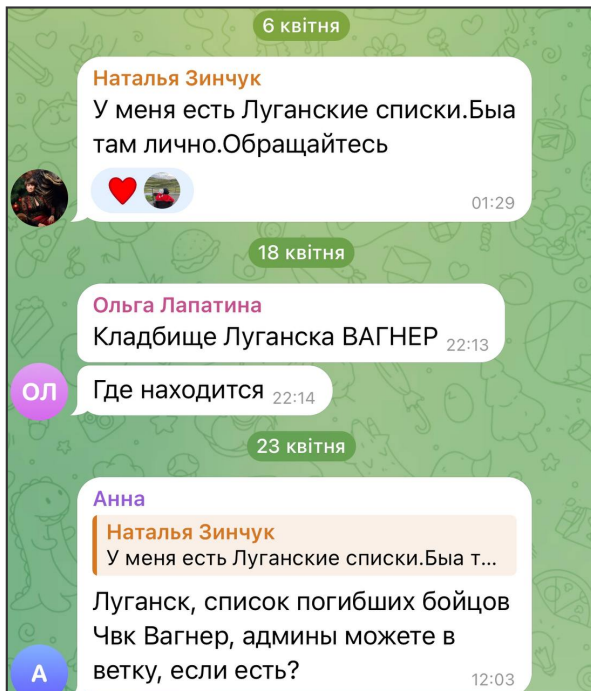 6 квітня
Наталья Зинчук
У меня есть Луганские списки.Быа
там лично.Обращайтесь
01:29
18 квітня
Ольга Лапатина
Кладбище Луганска ВАГНЕР 22:13
ОЛ
Где находится 22:14
23 квітня
Анна
Наталья Зинчук
У меня есть Луганские списки.Быа т...
Луганск, список погибших бойцов
Чвк Вагнер, админы можете в
ветку, если есть?
А
12:03